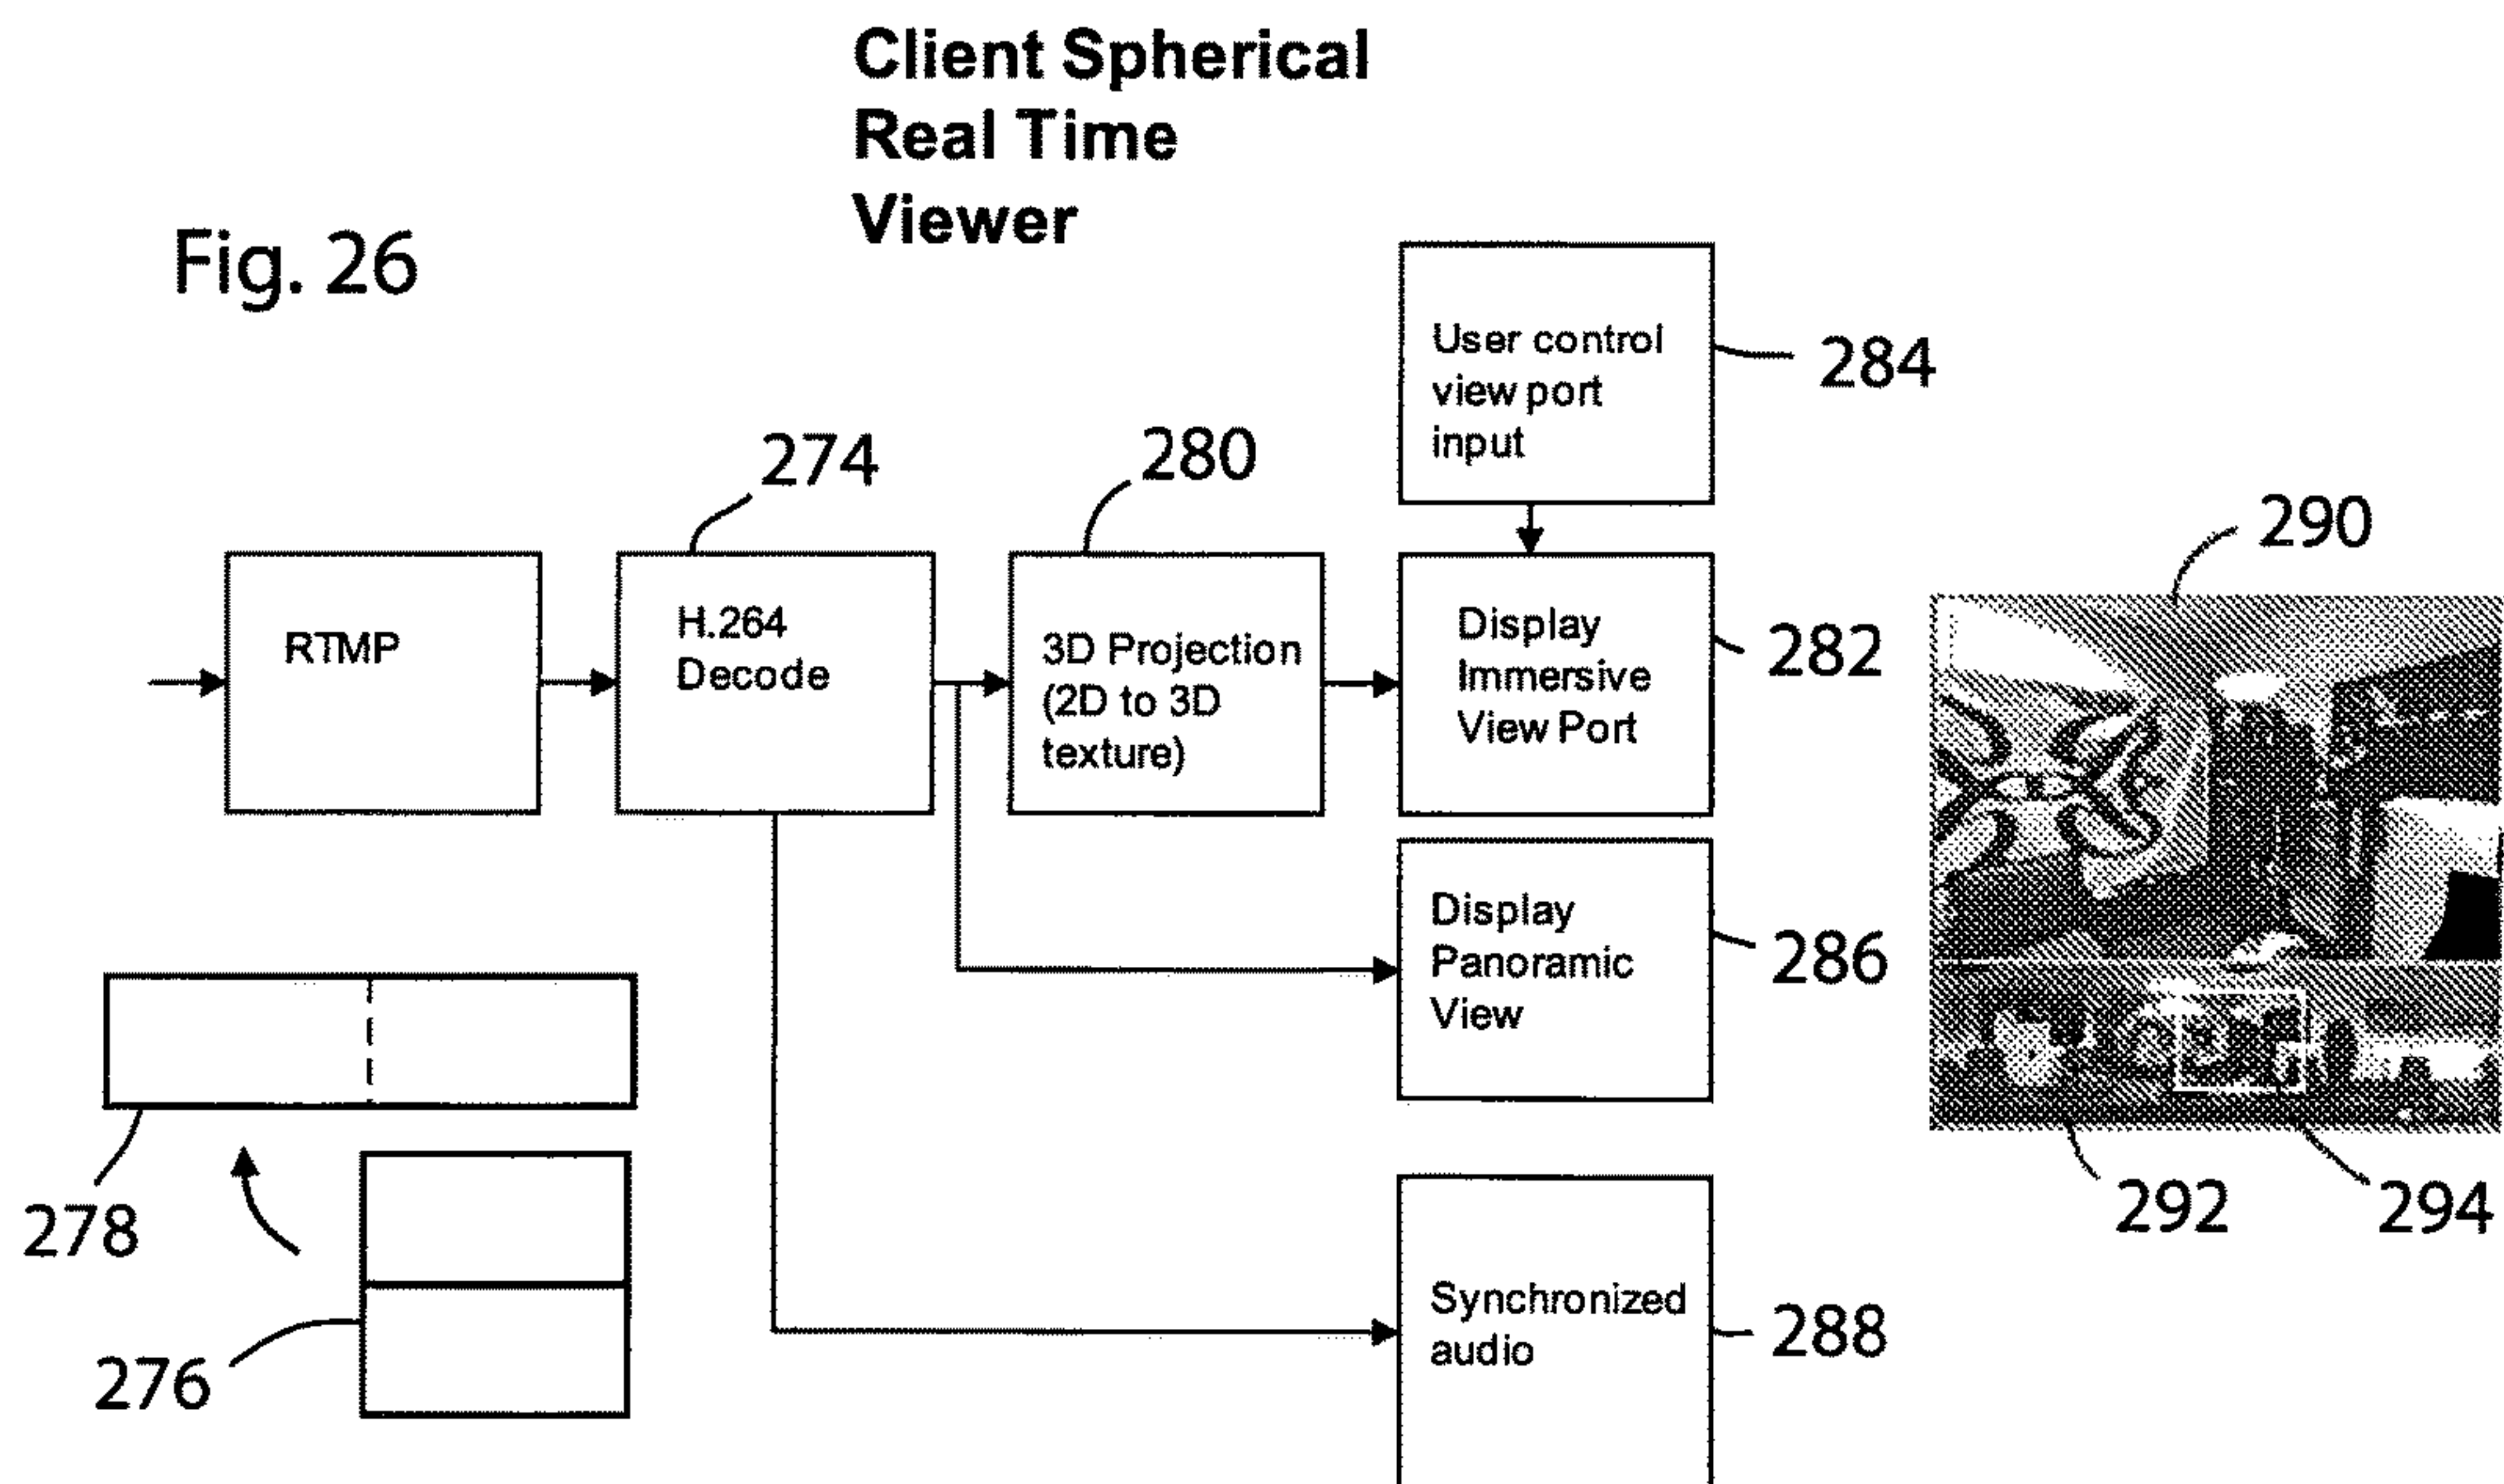 Client Spherical
Real Time
Viewer
Fig. 26
User control
view port
input
284
274
280
290
RTMP
H.264
Decode
3D Projection
(2D to 3D
texture)
Display
Immersive
View Port
282
Display
Panoramic
View
286
278
276
292
294
Synchronized
audio
288